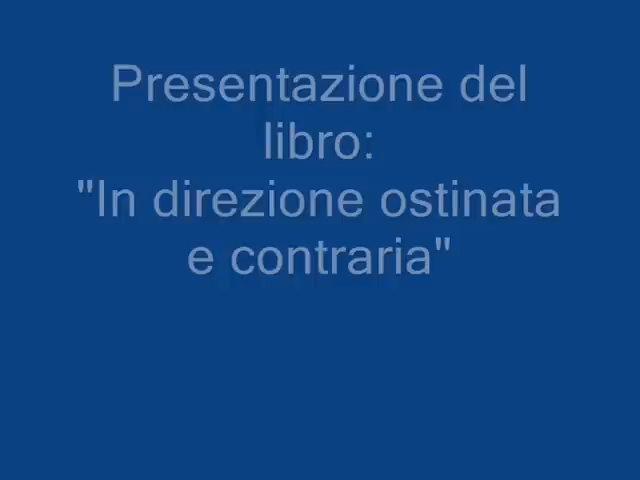 Presentazione del
libro:
"In direzione ostinata
e contraria"